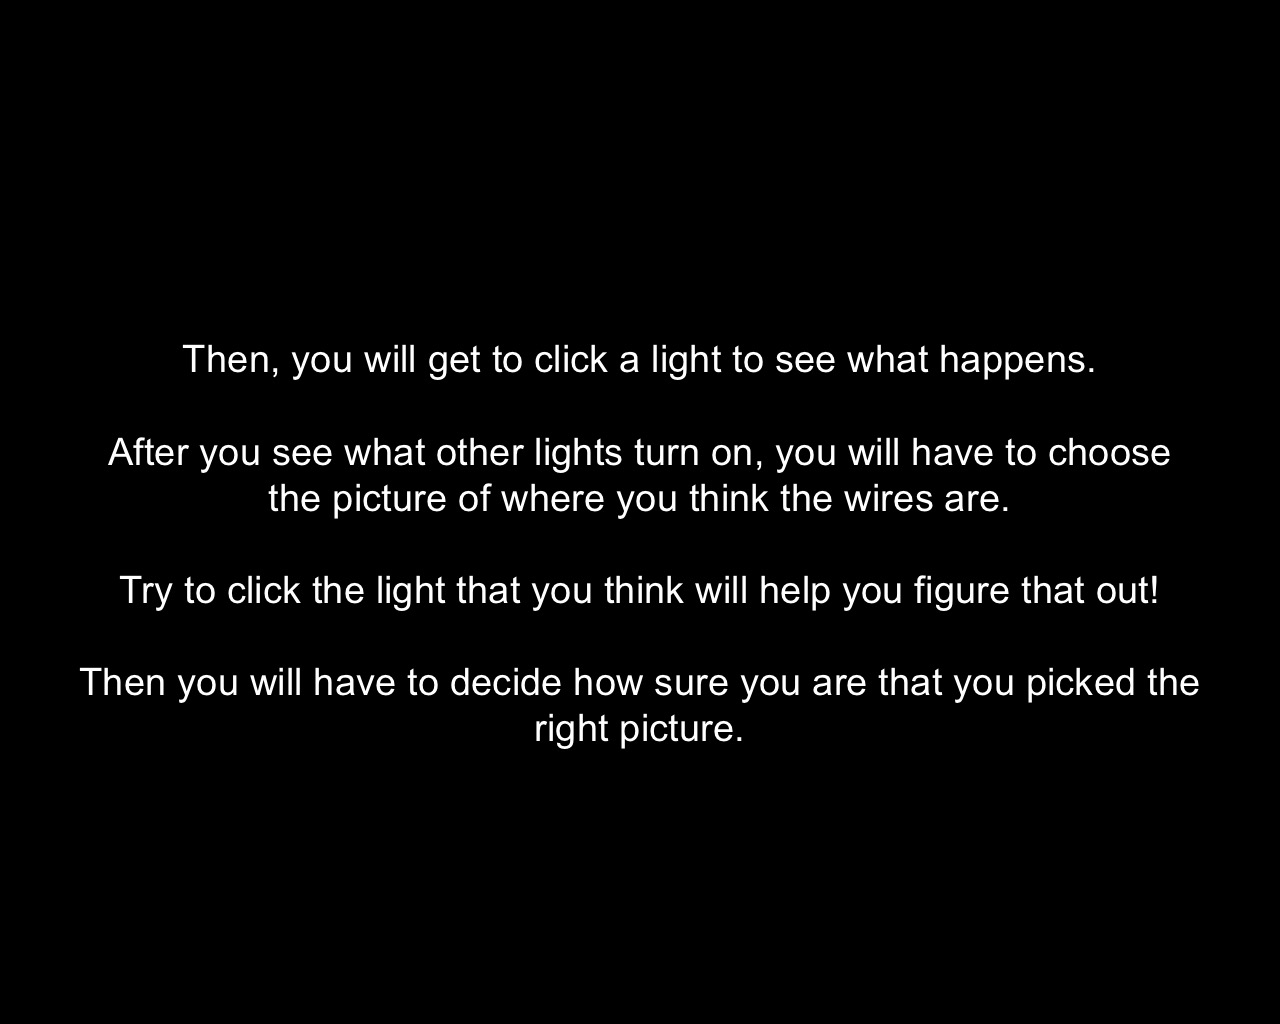 Then, you will get to click a light to see what happens.
After you see what other lights turn on, you will have to choose
the picture of where you think the wires are.
Try to click the light that you think will help you figure that out!
Then you will have to decide how sure you are that you picked the
right picture.